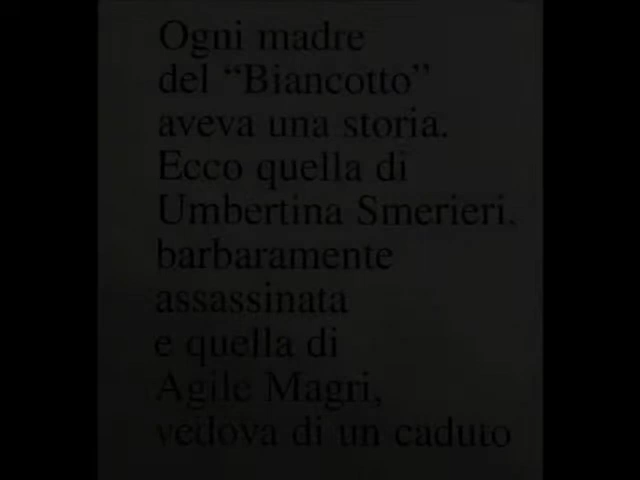 Ogni madre
del “Biancotto”
aveva una storia.
Ecco quella di
Umbertina Smerieri,
barbaramente
assassinata
e quella di
Agile Magri,
vedova di un caduto